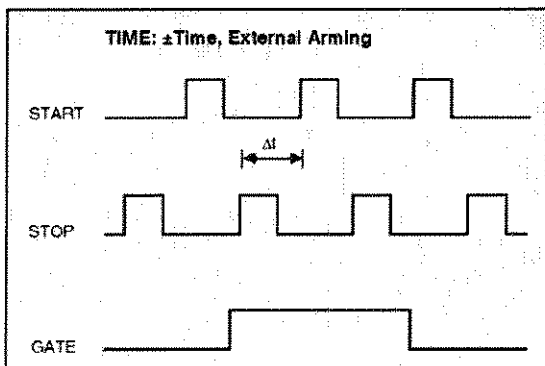 TIME: ±Time, External Arming
START
Δt
STOP
GATE